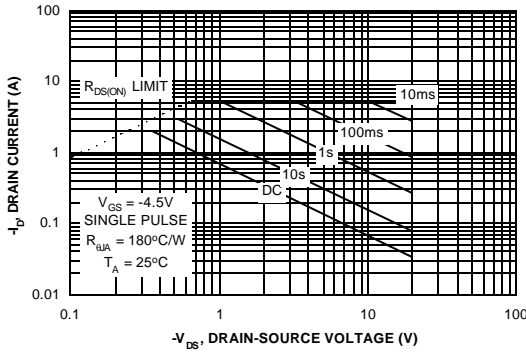 100
10
1
0.1
0.01
-I_D, DRAIN CURRENT (A)
R_DS(ON) LIMIT
10ms
100ms
1s
10s
DC
V_GS = -4.5V
SINGLE PULSE
R_θJA = 180°C/W
T_A = 25°C
0.1
1
10
100
-V_DS, DRAIN-SOURCE VOLTAGE (V)